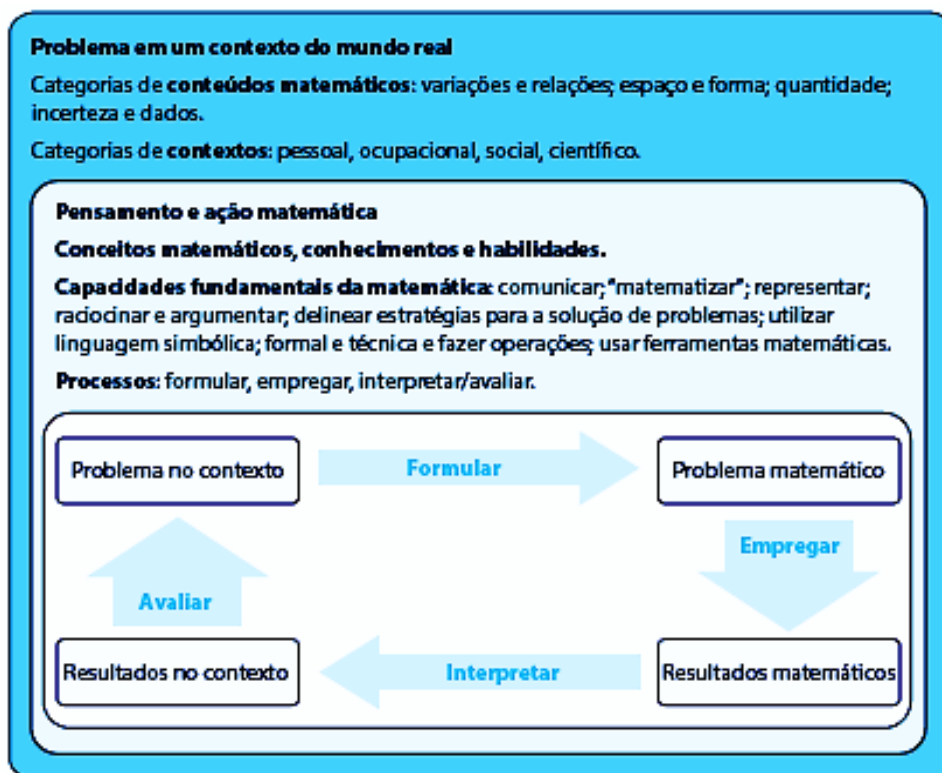 Problema em um contexto do mundo real
Categorias de conteúdos matemáticos: variações e relações; espaço e forma; quantidade;
incerteza e dados.
Categorias de contextos: pessoal, ocupacional, social, científico.
Pensamento e ação matemática
Conceitos matemáticos, conhecimentos e habilidades.
Capacidades fundamentais da matemática: comunicar; "matematizar"; representar;
raciocinar e argumentar; delinear estratégias para a solução de problemas; utilizar
linguagem simbólica; formal e técnica e fazer operações; usar ferramentas matemáticas.
Processos: formular, empregar, interpretar/avaliar.
Problema no contexto
Formular
Problema matemático
Empregar
Avaliar
Resultados no contexto
Interpretar
Resultados matemáticos